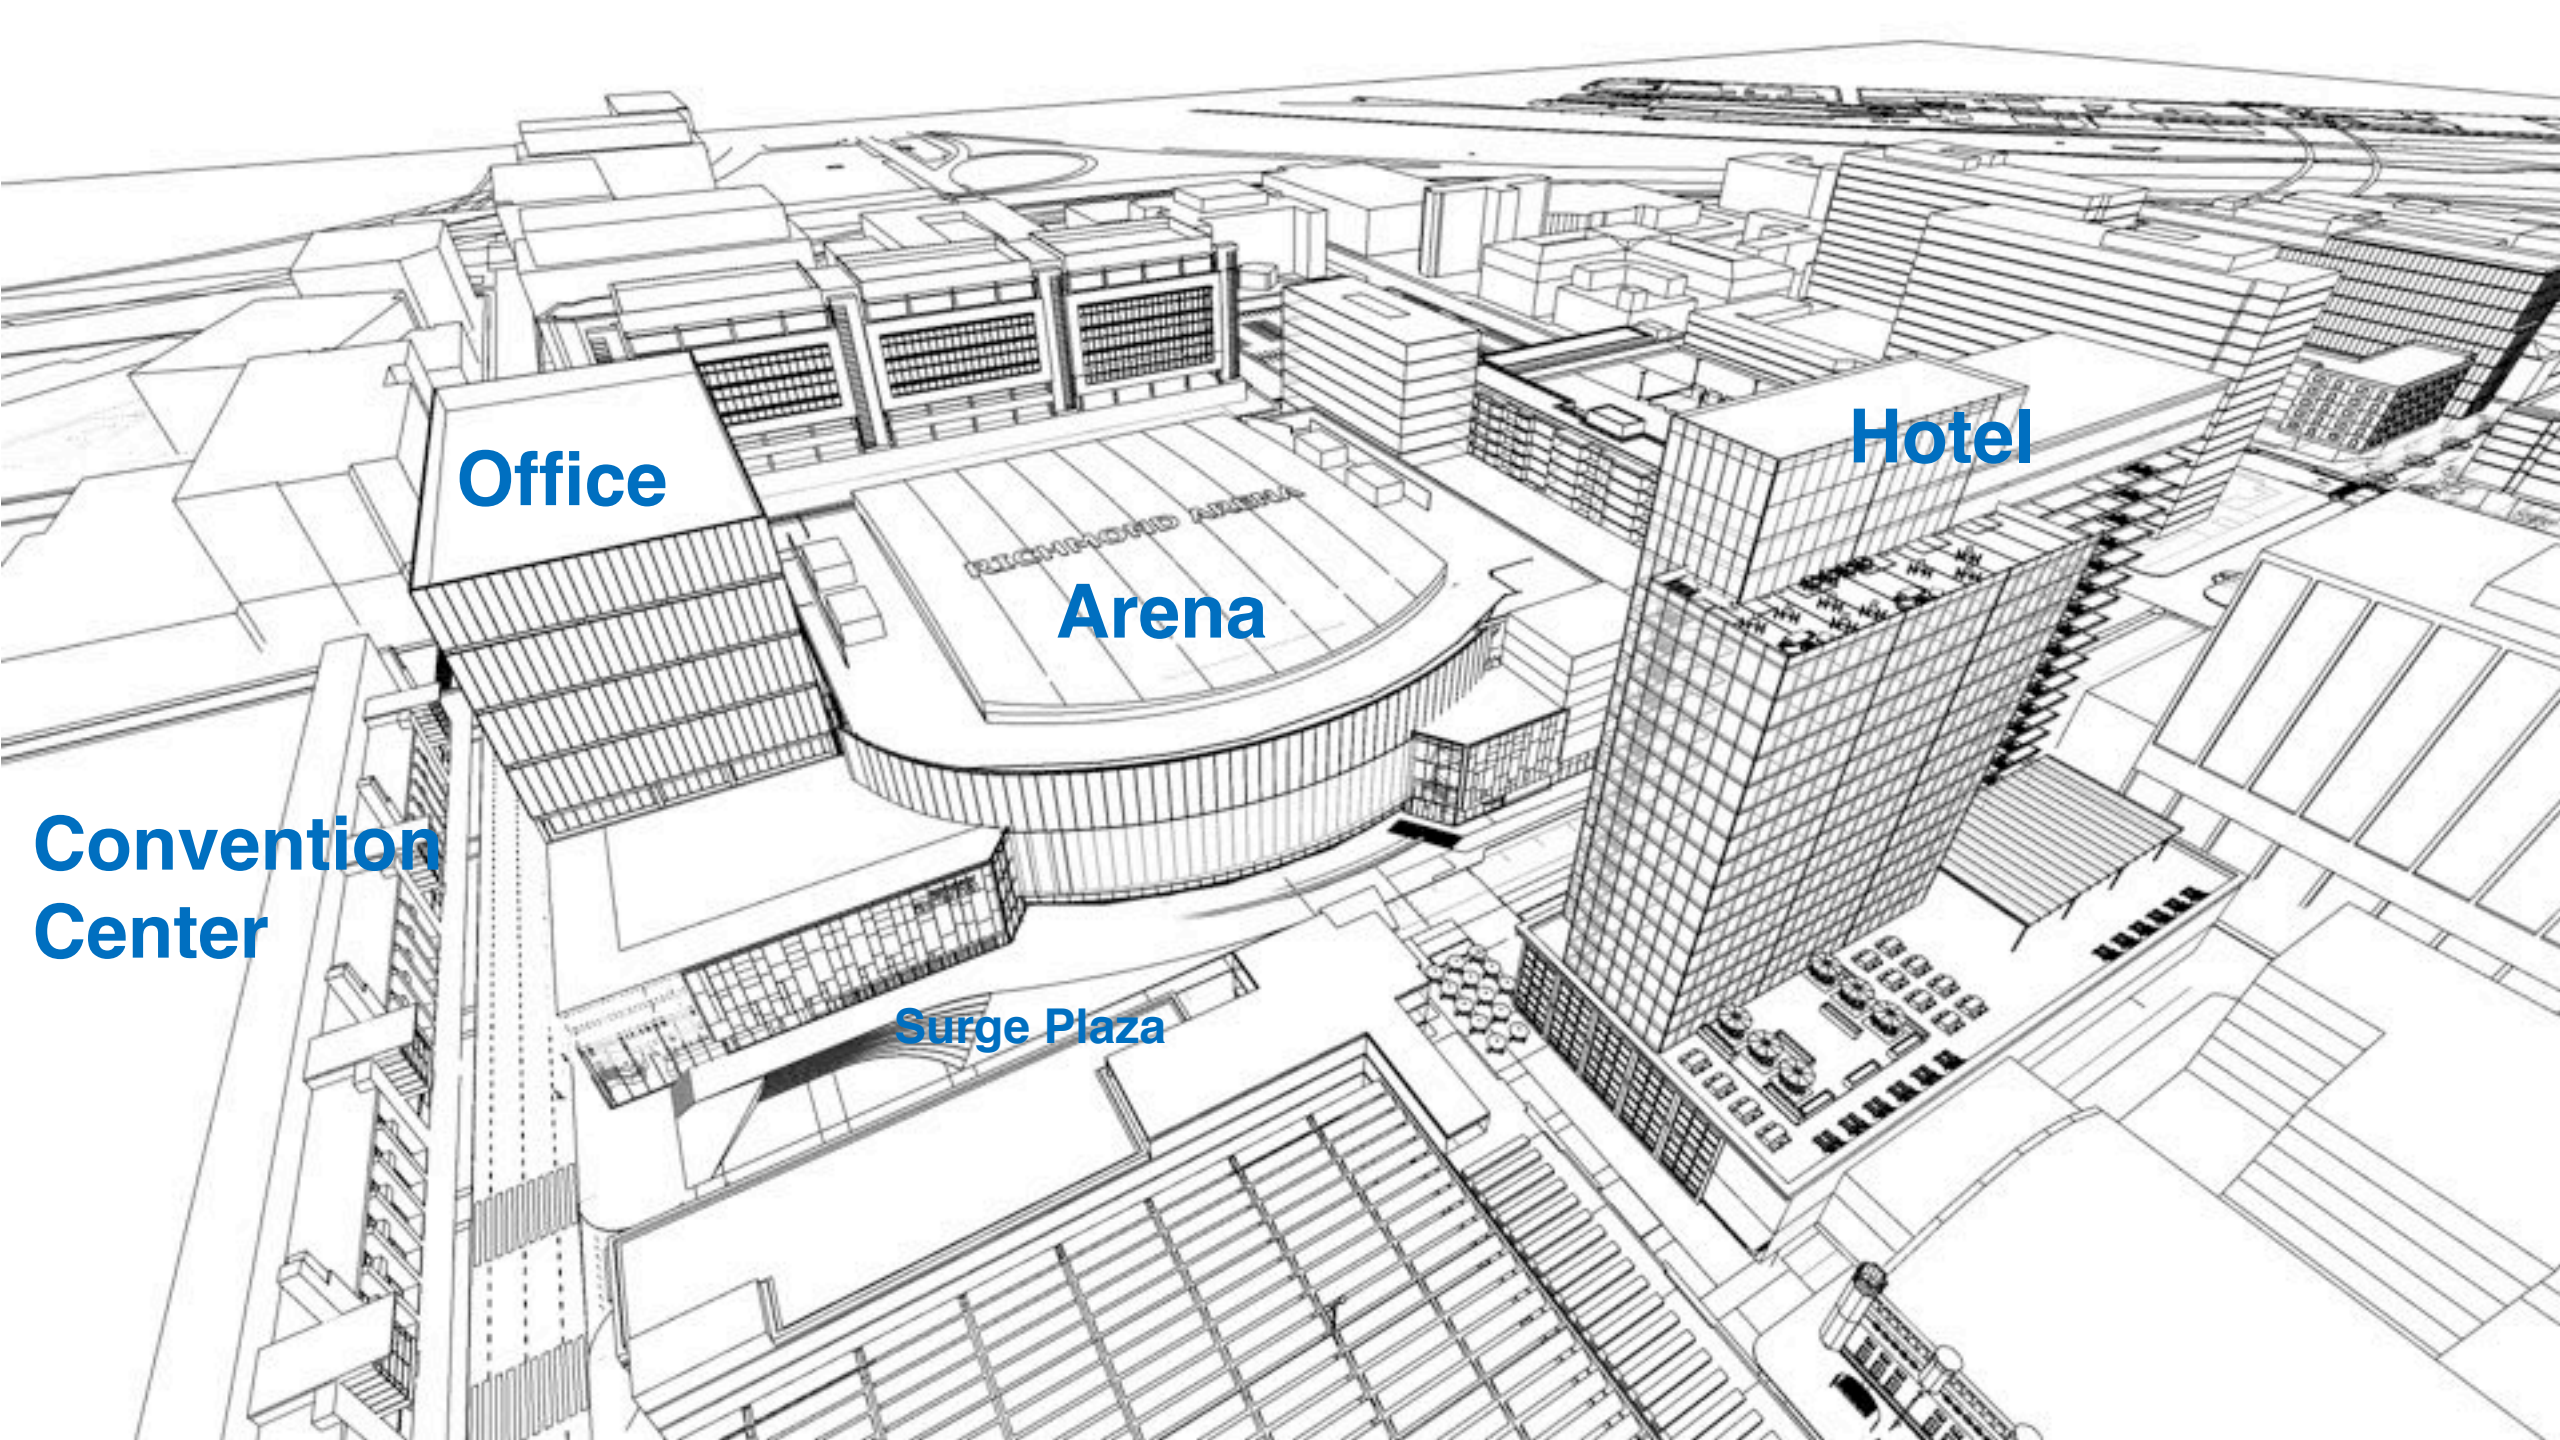 Office
Hotel
RICHMOND ARENA
Arena
Convention
Center
Surge Plaza